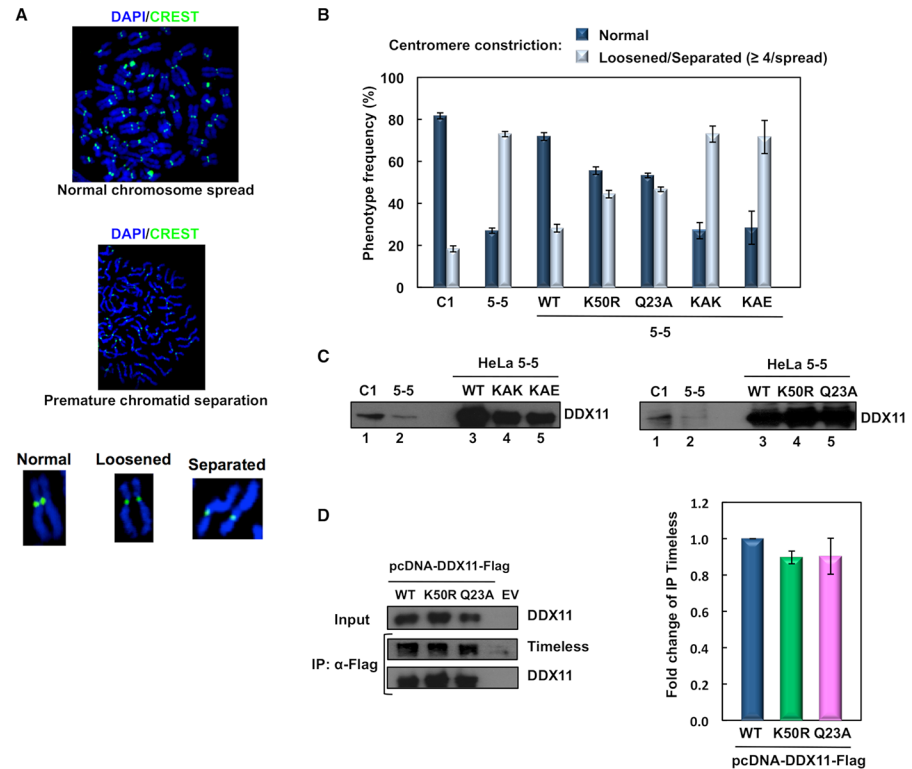 A
DAPI/CREST
Normal chromosome spread
DAPI/CREST
Premature chromatid separation
Normal Loosened Separated
B
Centromere constriction:
Normal
Loosened/Separated (≥ 4/spread)
Phenotype frequency (%)
100
80
60
40
20
0
C1 5-5 WT K50R Q23A KAK KAE
5-5
C
HeLa 5-5
C1 5-5 WT KAK KAE
DDX11
1 2 3 4 5
HeLa 5-5
C1 5-5 WT K50R Q23A
DDX11
1 2 3 4 5
D
pcDNA-DDX11-Flag
WT K50R Q23A EV
Input DDX11
IP: α-Flag
Timeless
DDX11
Fold change of IP Timeless
1.2
1.0
0.8
0.6
0.4
0.2
0.0
WT K50R Q23A
pcDNA-DDX11-Flag